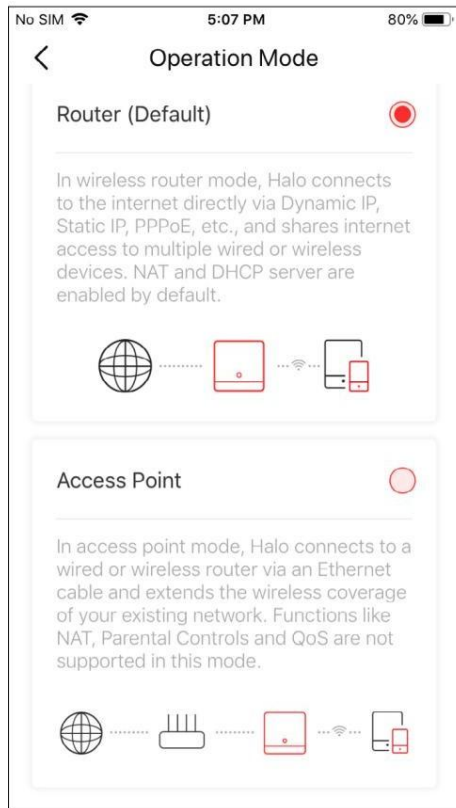 No SIM 5:07 PM 80%
Operation Mode
Router (Default)
In wireless router mode, Halo connects
to the internet directly via Dynamic IP,
Static IP, PPPoE, etc., and shares internet
access to multiple wired or wireless
devices. NAT and DHCP server are
enabled by default.
Access Point
In access point mode, Halo connects to a
wired or wireless router via an Ethernet
cable and extends the wireless coverage
of your existing network. Functions like
NAT, Parental Controls and QoS are not
supported in this mode.